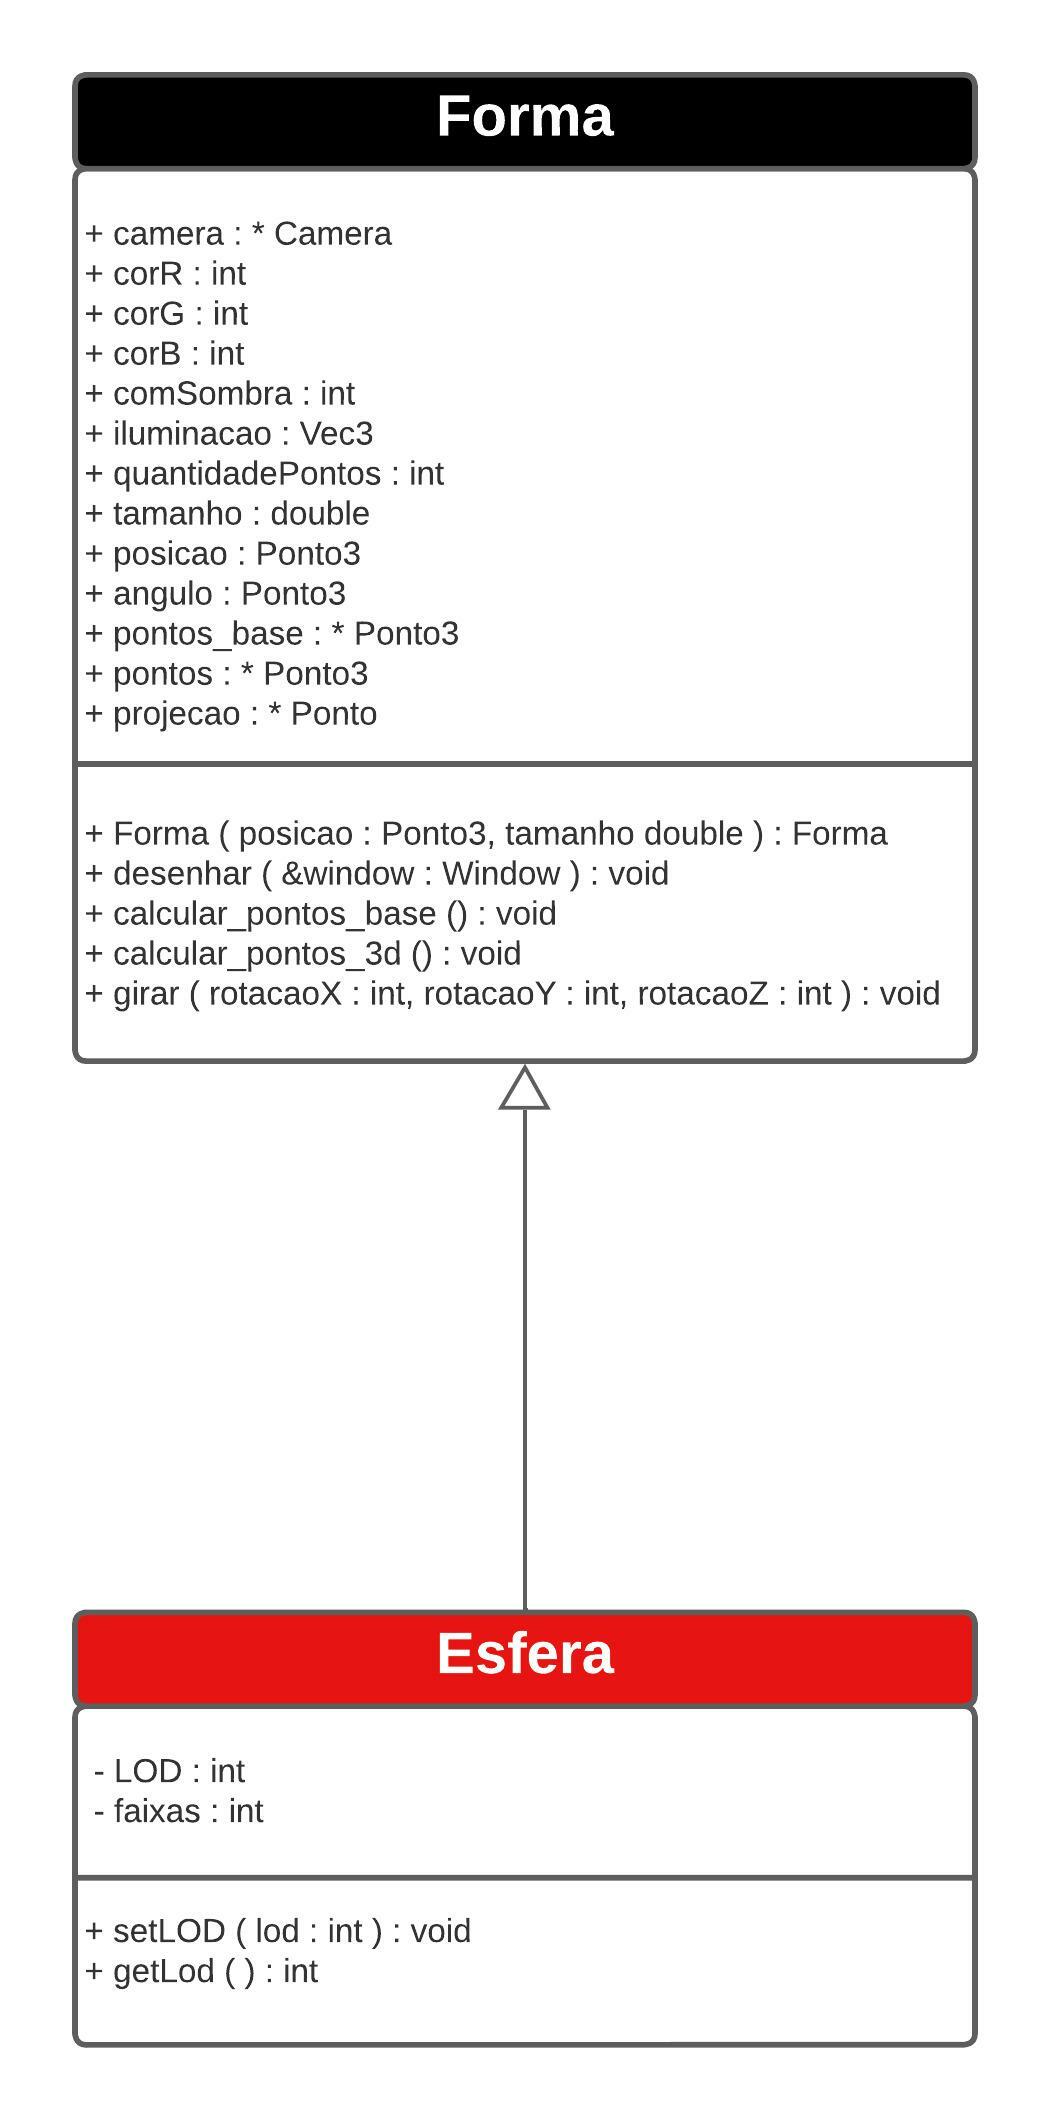 Forma
+ camera : * Camera
+ corR : int
+ corG : int
+ corB : int
+ comSombra : int
+ iluminacao : Vec3
+ quantidadePontos : int
+ tamanho : double
+ posicao : Ponto3
+ angulo : Ponto3
+ pontos_base : * Ponto3
+ pontos : * Ponto3
+ projecao : * Ponto
+ Forma ( posicao : Ponto3, tamanho double ) : Forma
+ desenhar ( &window : Window ) : void
+ calcular_pontos_base () : void
+ calcular_pontos_3d () : void
+ girar ( rotacaoX : int, rotacaoY : int, rotacaoZ : int ) : void
Esfera
- LOD : int
- faixas : int
+ setLOD ( lod : int ) : void
+ getLod ( ) : int